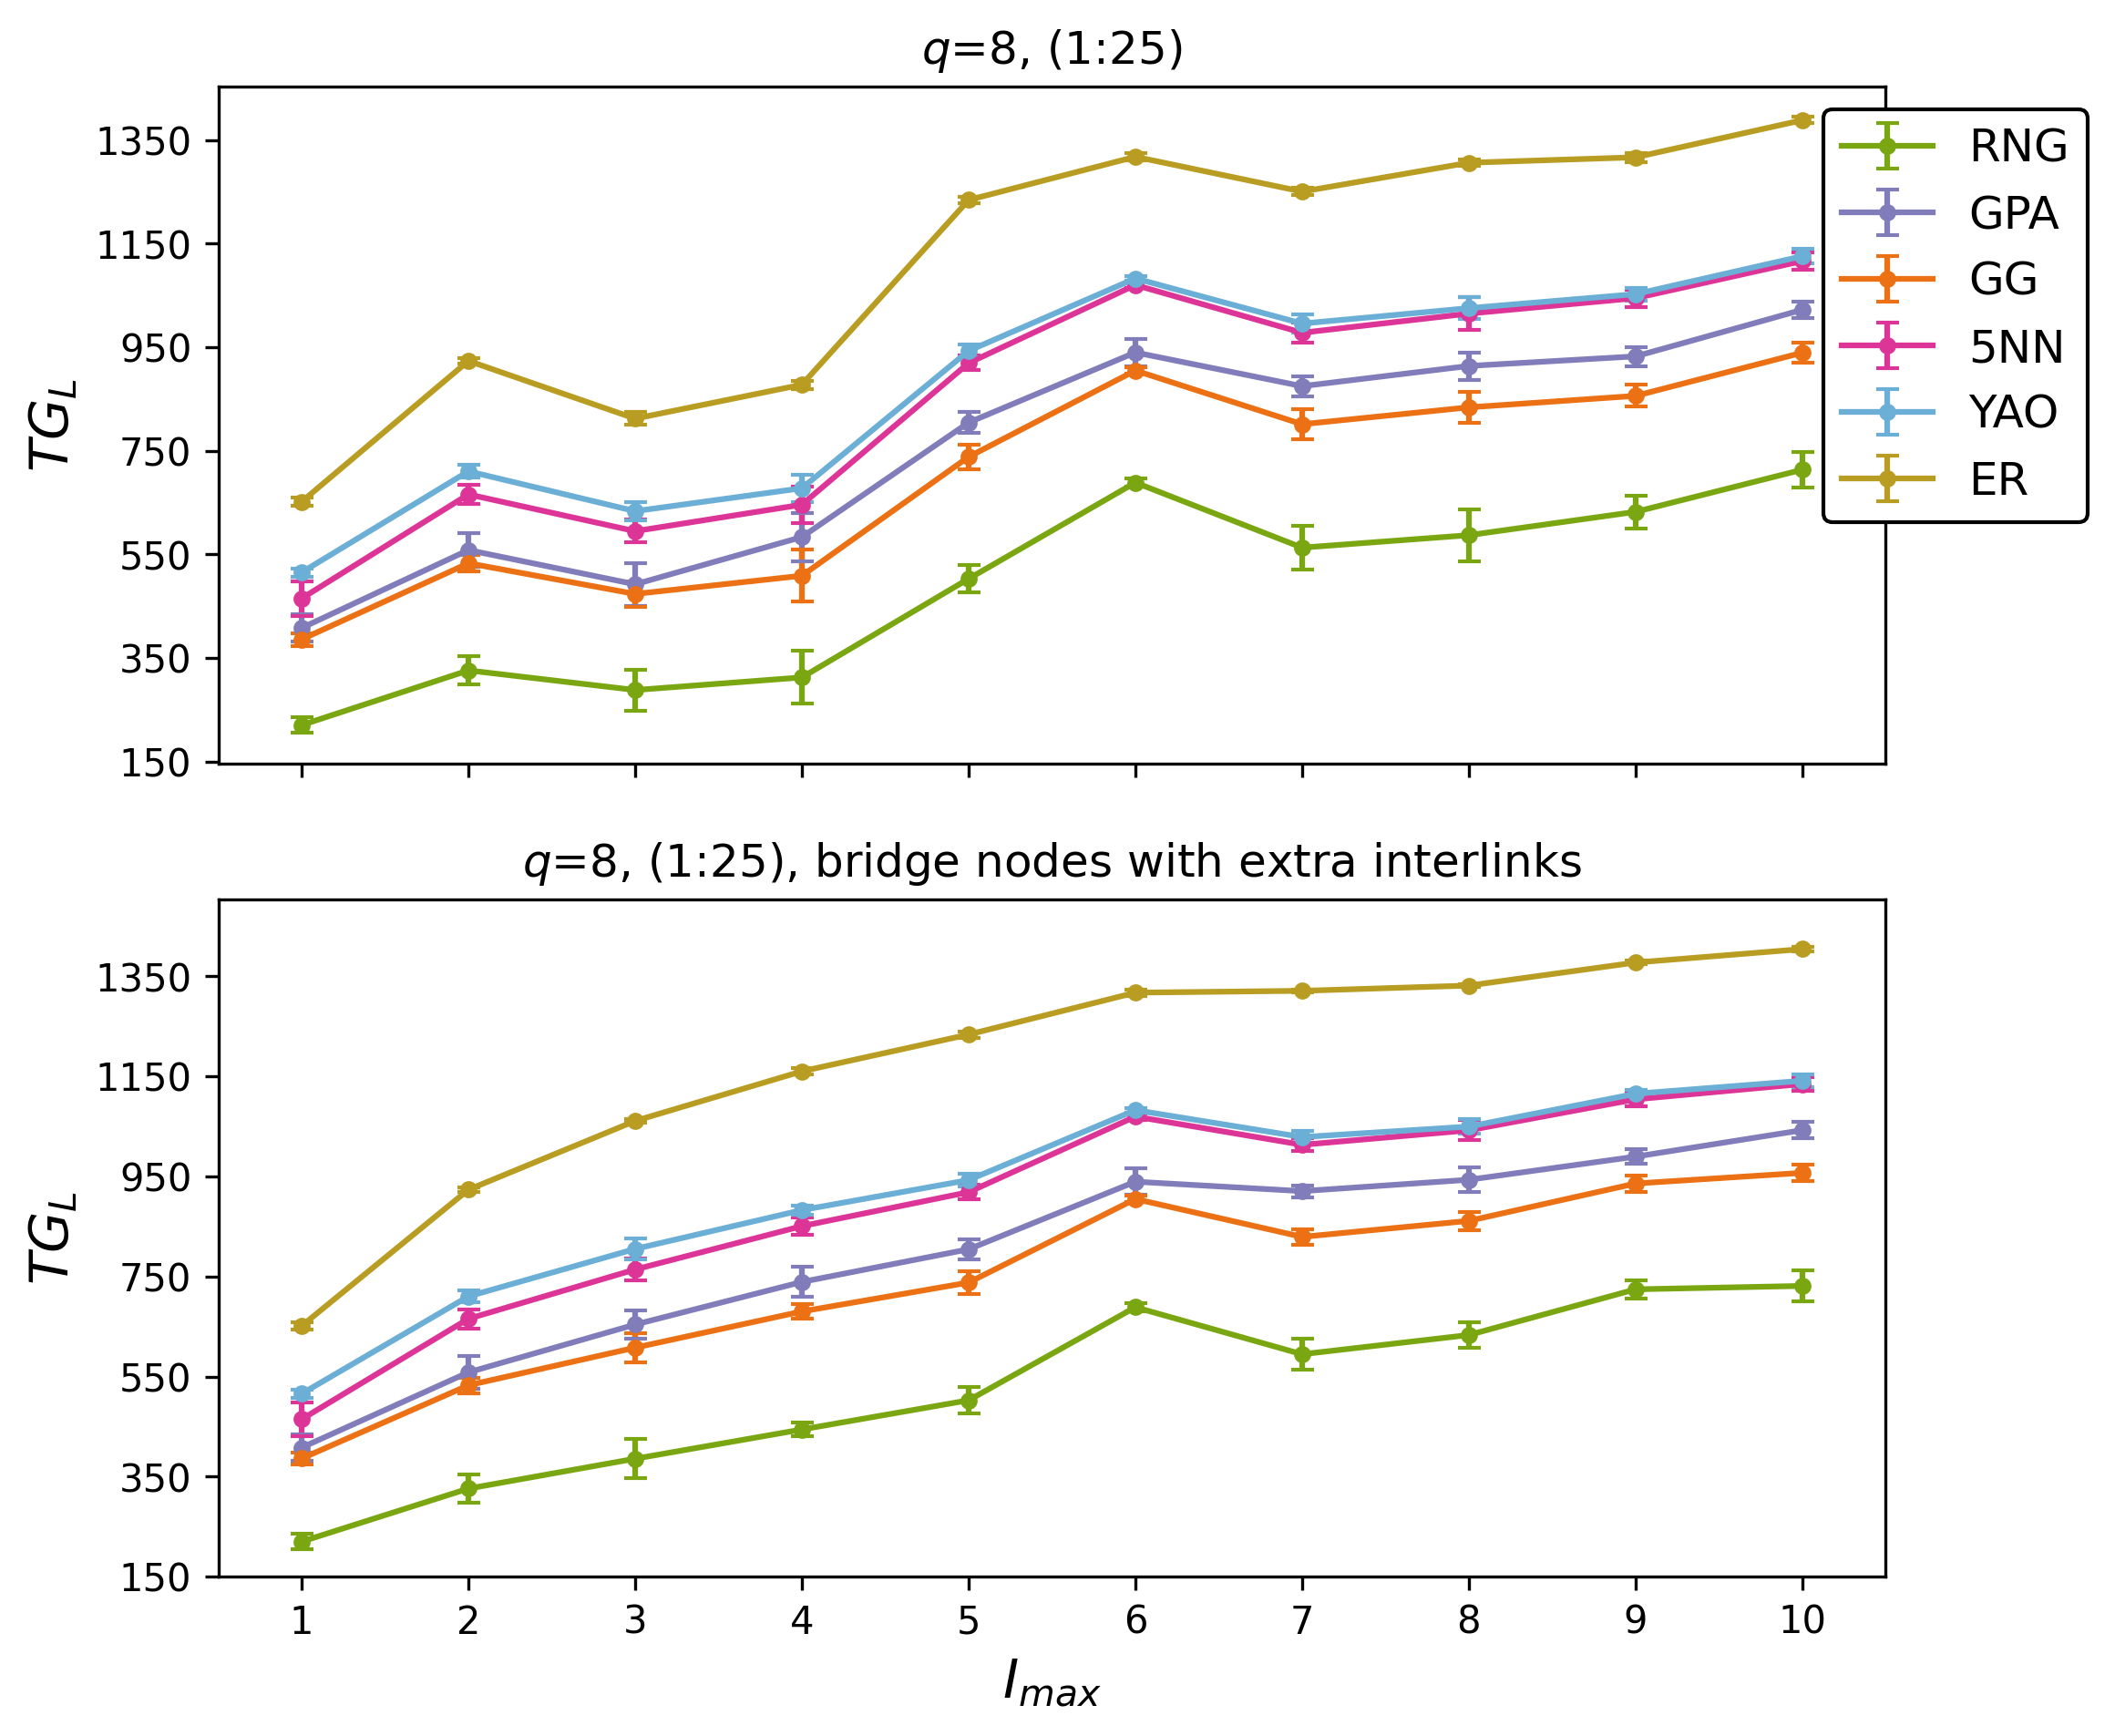 q=8, (1:25)
1350
1150
950
750
550
350
150
TG_L
RNG
GPA
GG
5NN
YAO
ER
q=8, (1:25), bridge nodes with extra interlinks
1350
1150
950
750
550
350
150
TG_L
1 2 3 4 5 6 7 8 9 10
I_max